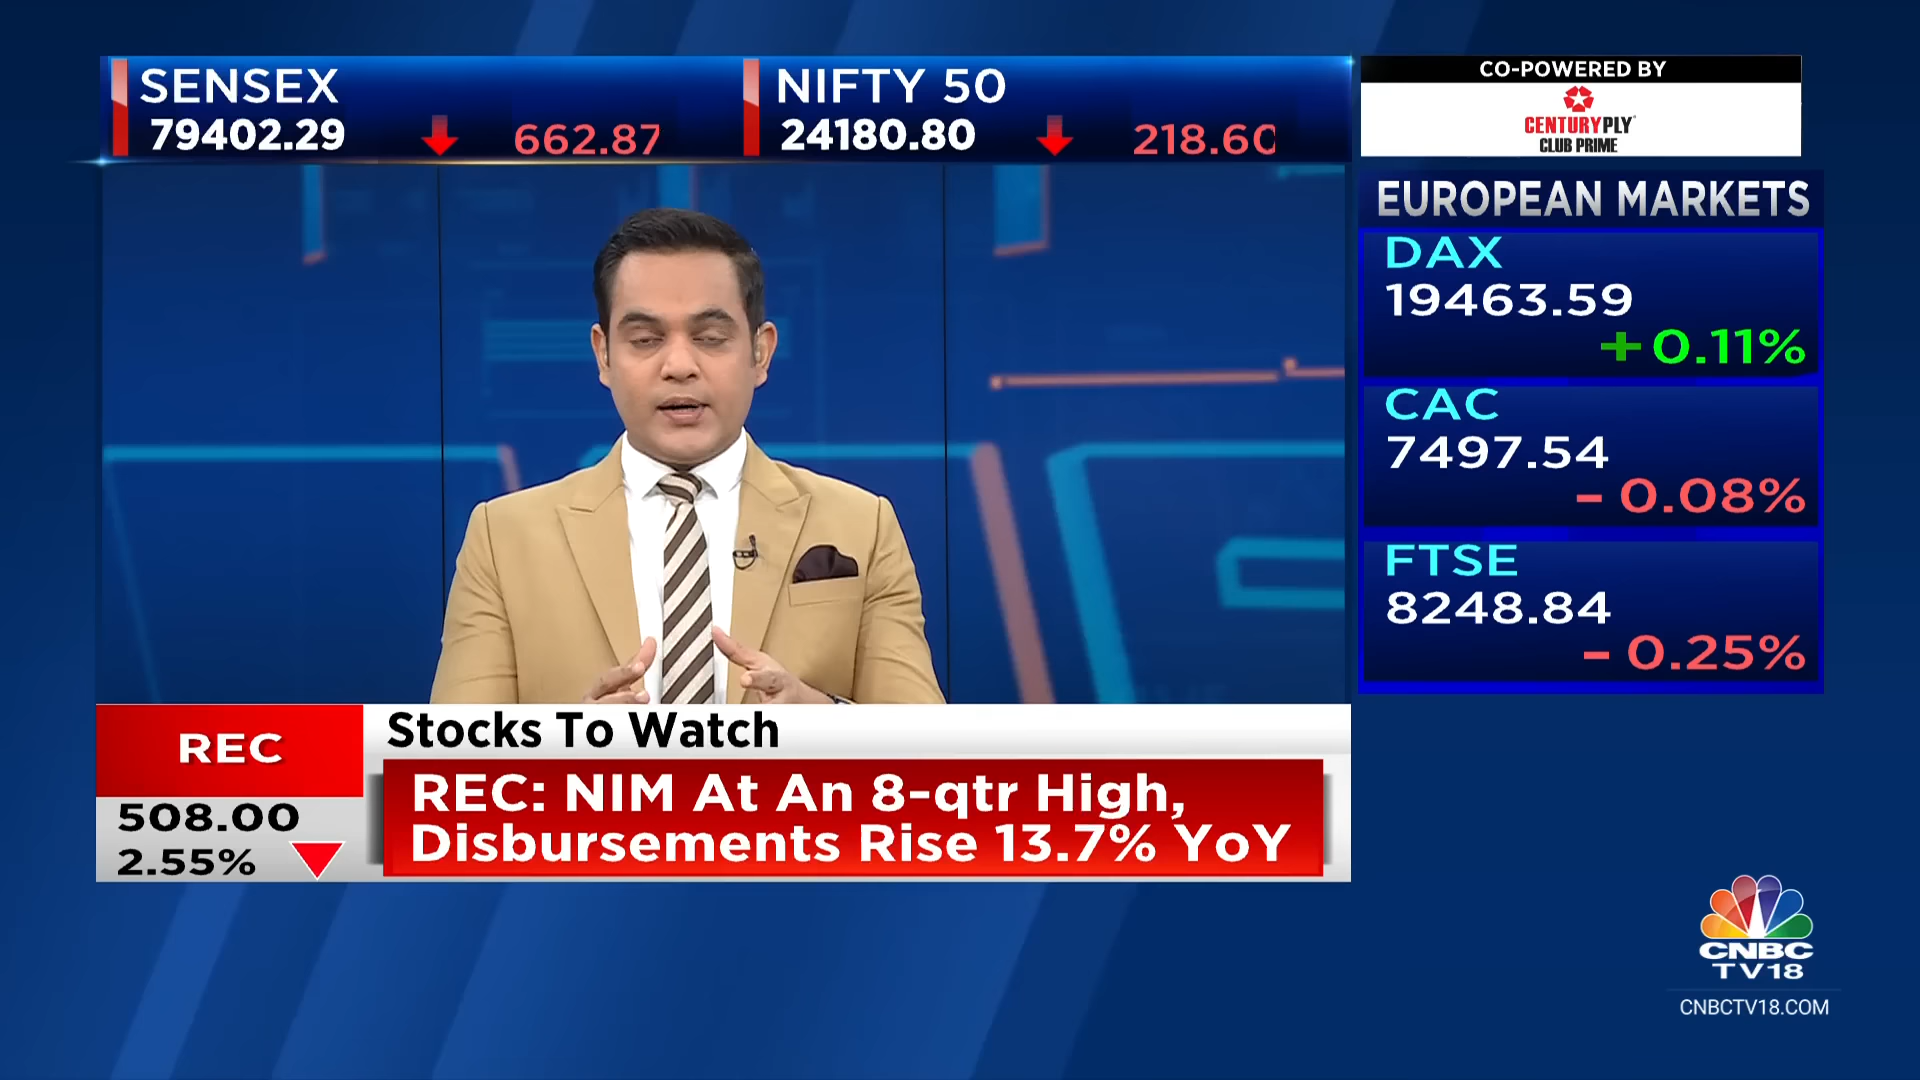 SENSEX
79402.29 662.87
NIFTY 50
24180.80 218.60
CO-POWERED BY
CENTURYPLY
CLUB PRIME
EUROPEAN MARKETS
DAX
19463.59
+0.11%
CAC
7497.54
- 0.08%
FTSE
8248.84
- 0.25%
REC
508.00
2.55%
Stocks To Watch
REC: NIM At An 8-qtr High,
Disbursements Rise 13.7% YoY
CNBC
TV18
CNBCTV18.COM